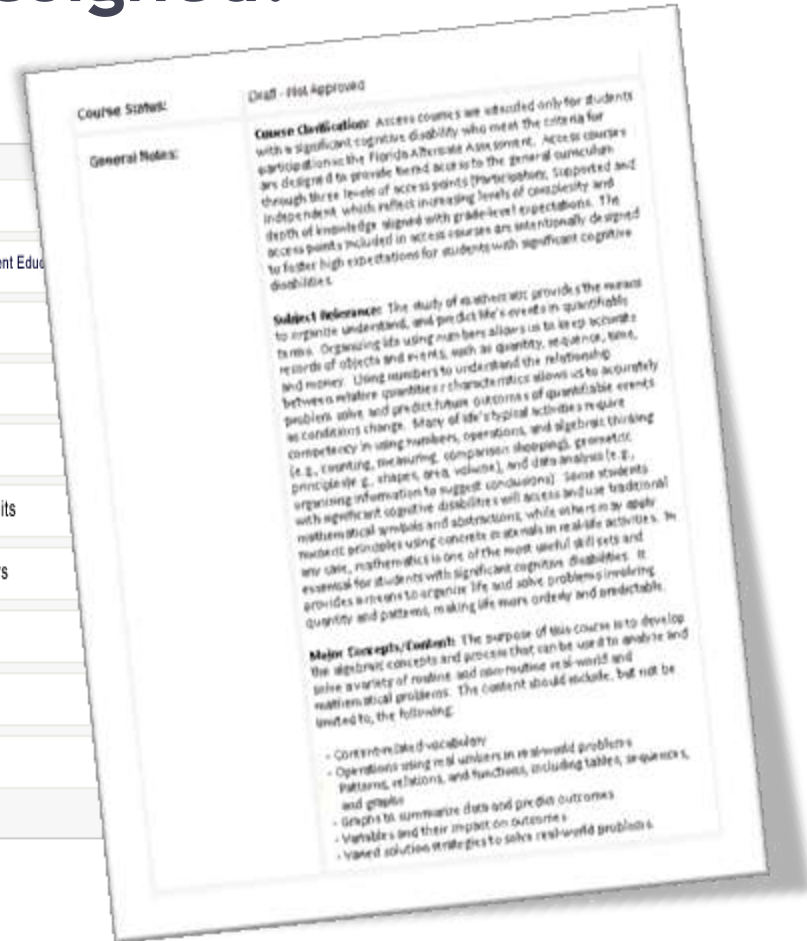 signed?
Course Status:
Draft - Not Approved
General Notes:
Course Clarification: Access courses are intended only for students
with a significant cognitive disability who meet the criteria for
participation in the Florida Alternate Assessment. Access courses
are designed to provide tiered access to the general curriculum
through three levels of access points (Participatory, Supported and
Independent, which reflect increasing levels of complexity and
depth of knowledge aligned with grade-level expectations. The
access points included in access courses are intentionally designed
to foster high expectations for students with significant cognitive
disabilities.
Subject Relevance: The study of mathematic provides the means
to organize understand, and predict life's events in quantifiable
terms. Organizing life using numbers allows us to keep accurate
records of objects and events, such as quantity, sequence, time,
and money. Using numbers to understand the relationship
between relative quantities r characteristics allows us to accurately
problem solve and predict future outcomes of quantifiable events
as conditions change. Many of life's typical activities require
competency in using numbers, operations, and algebraic thinking
(e.g., counting, measuring, comparison shopping), geometric
principles (e.g., shapes, area, volume), and data analysis (e.g.,
organizing information to suggest conclusions). Some students
with significant cognitive disabilities will access and use traditional
mathematical symbols and abstractions, while others may apply
numeric principles using concrete materials in real-life activities. In
any case, mathematics is one of the most useful skill sets and
essential for students with significant cognitive disabilities. It
provides a means to organize life and solve problems involving
quantity and patterns, making life more orderly and predictable.
Major Concepts/Content: The purpose of this course is to develop
the algebraic concepts and process that can be used to analyze and
solve a variety of routine and non-routine real-world and
mathematical problems. The content should include, but not be
limited to, the following:
- Content-related vocabulary
- Operations using real umbers in real-world problems
Patterns, relations, and functions, including tables, sequences,
and graphs
- Graphs to summarize data and predict outcomes
- Variables and their impact on outcomes
- Varied solution strategies to solve real-world problems
ent Educ
its
s